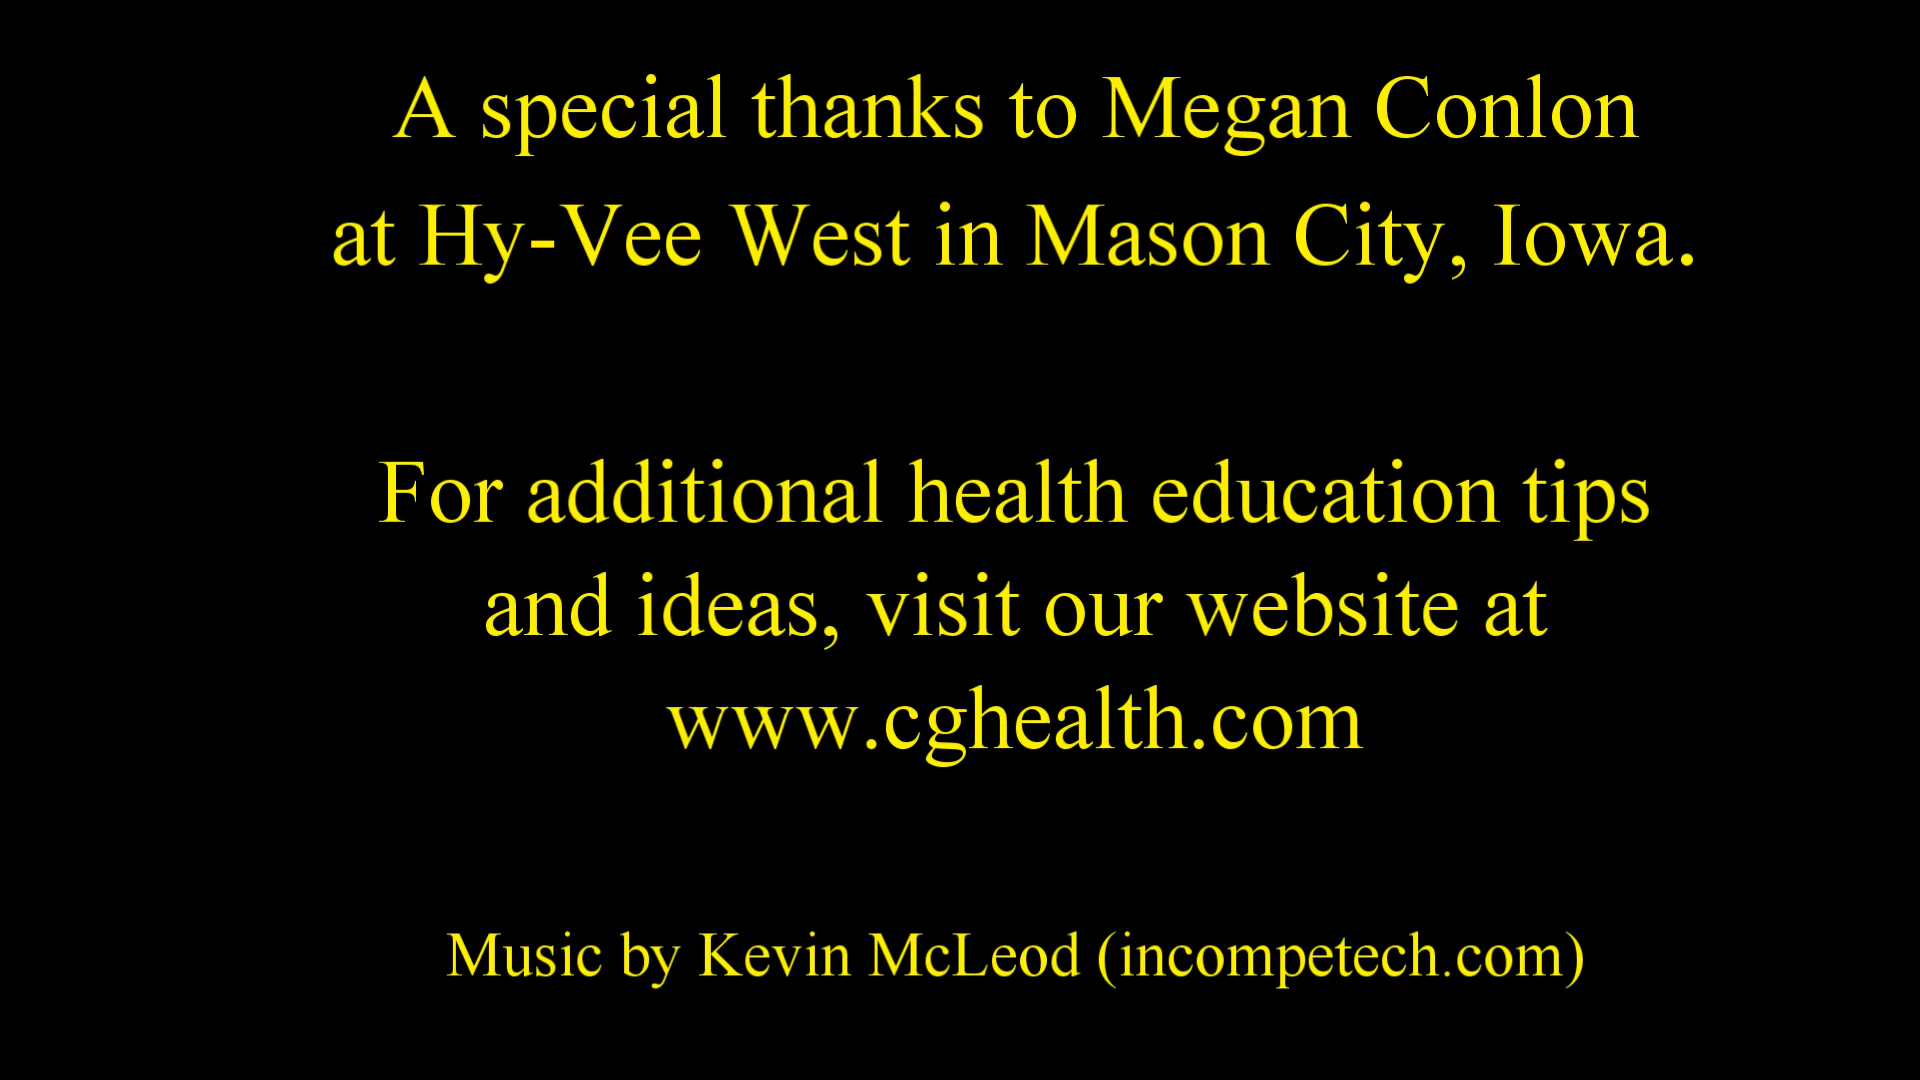 A special thanks to Megan Conlon
at Hy-Vee West in Mason City, Iowa.
For additional health education tips
and ideas, visit our website at
www.cghealth.com
Music by Kevin McLeod (incompetech.com)